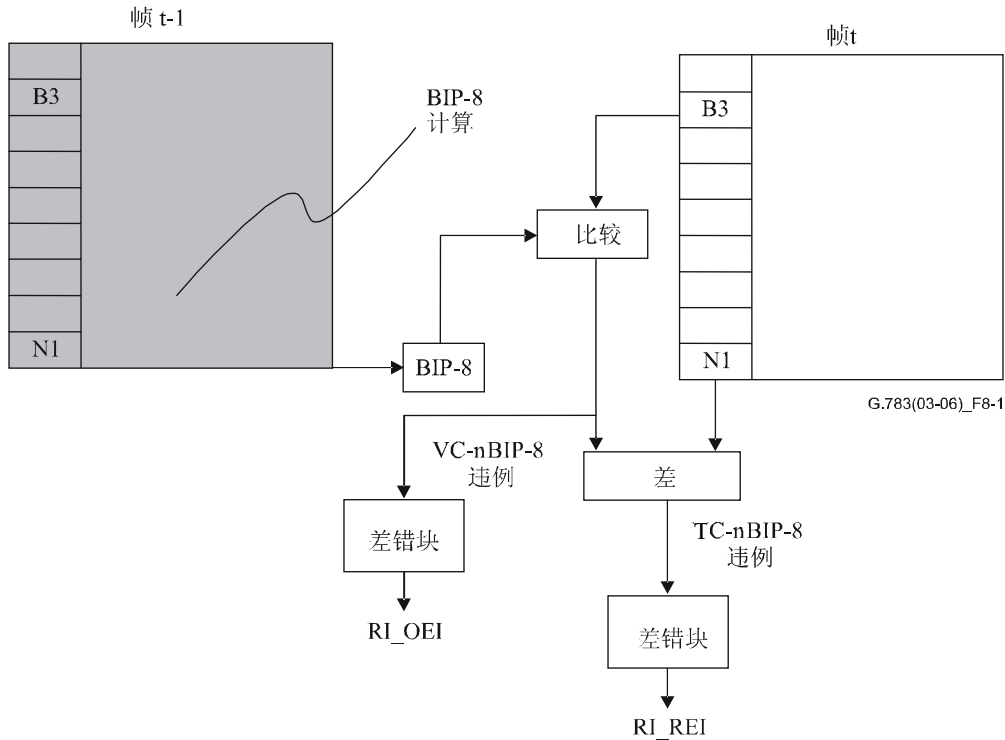 帧 t-1
帧t
B3
BIP-8
计算
B3
比较
N1
BIP-8
N1
G.783(03-06)_F8-1
VC-nBIP-8
违例
差
差错块
TC-nBIP-8
违例
RI_OEI
差错块
RI_REI